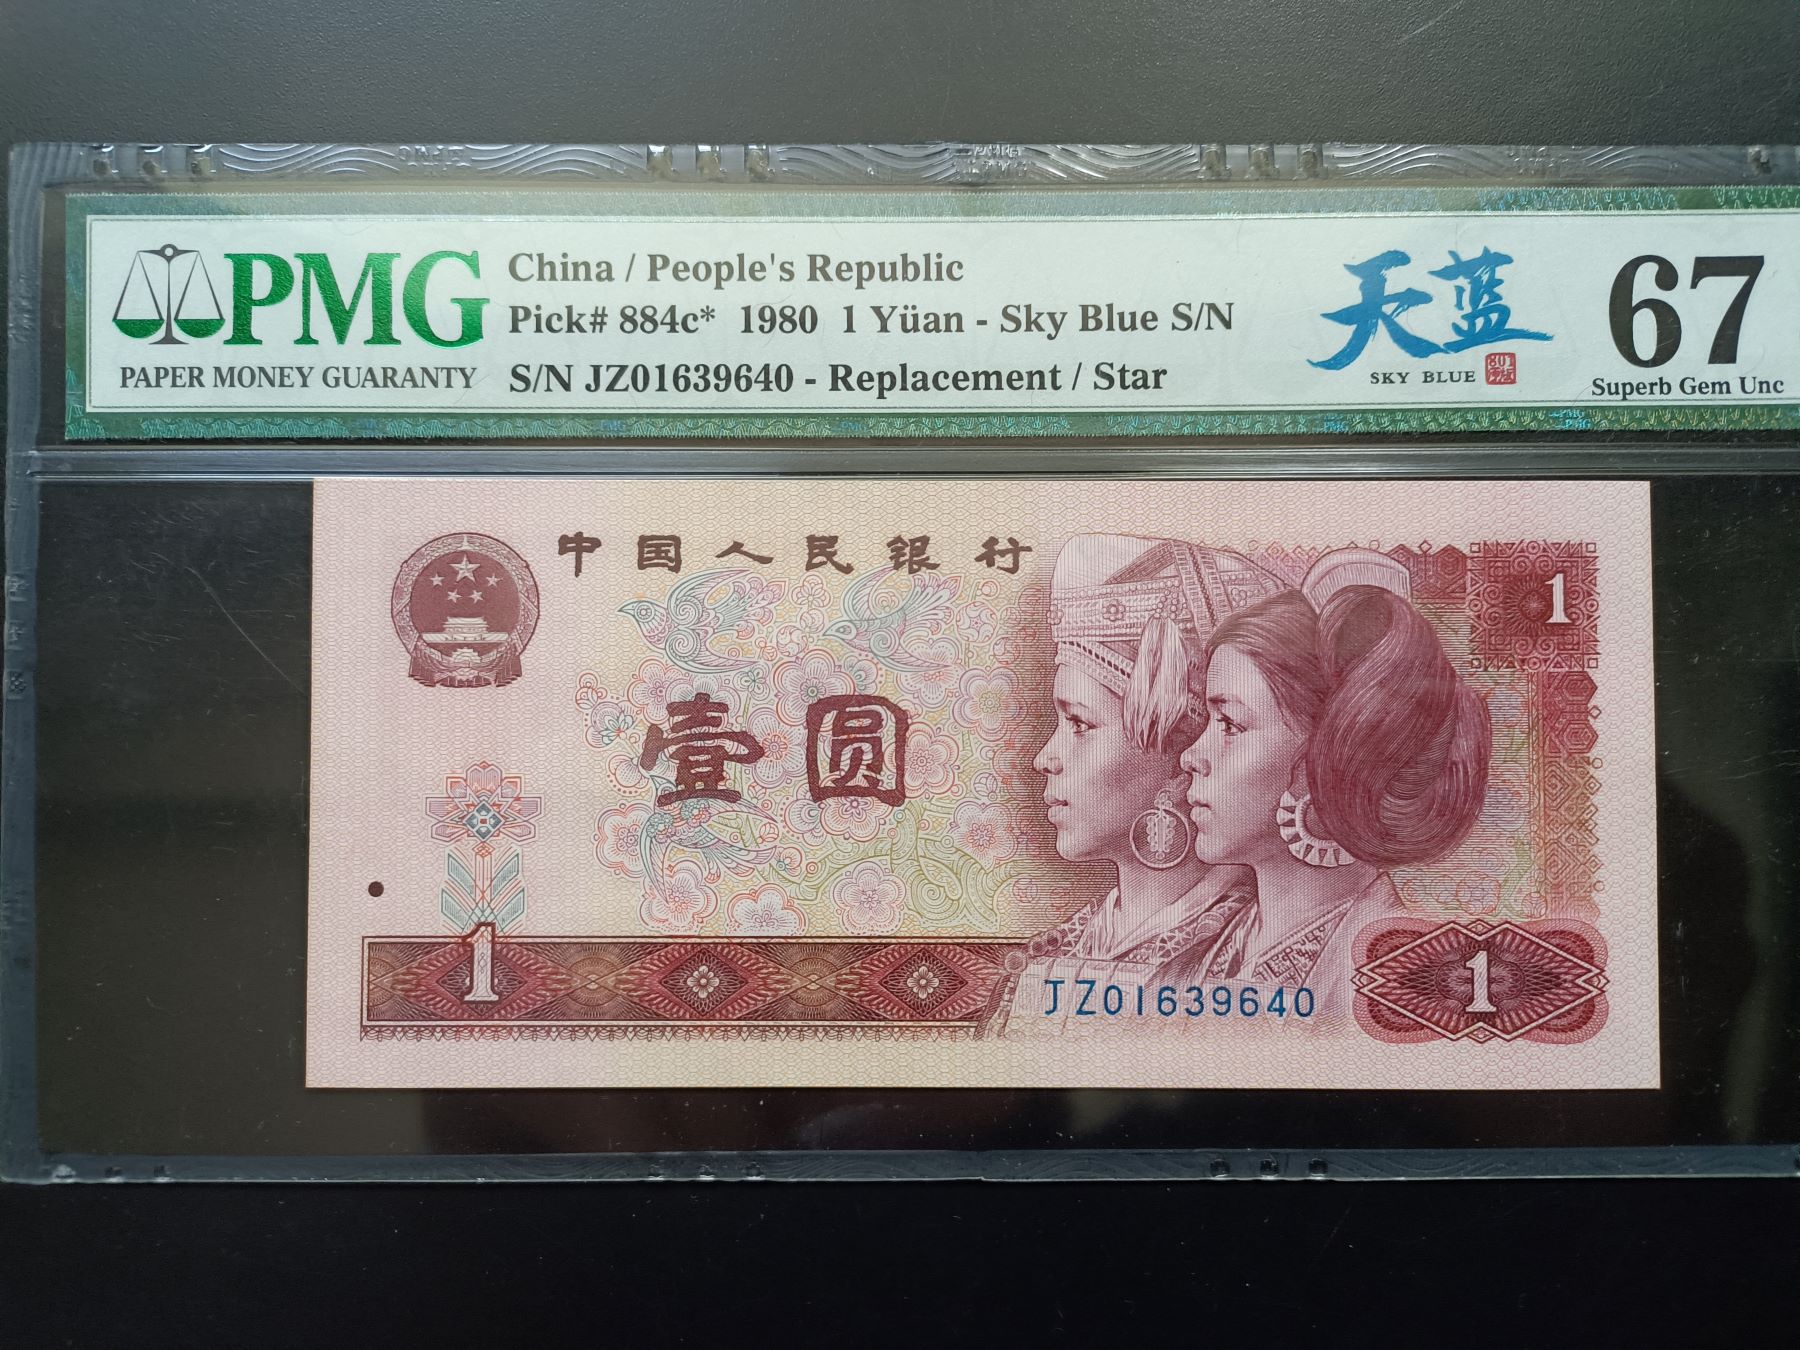 PMG
PAPER MONEY GUARANTY
China / People's Republic
Pick# 884c* 1980 1 Yüan - Sky Blue S/N
S/N JZ01639640 - Replacement / Star
天蓝
SKY BLUE
67
Superb Gem Unc
中国人民银行
1
壹圆
1
JZ01639640
1